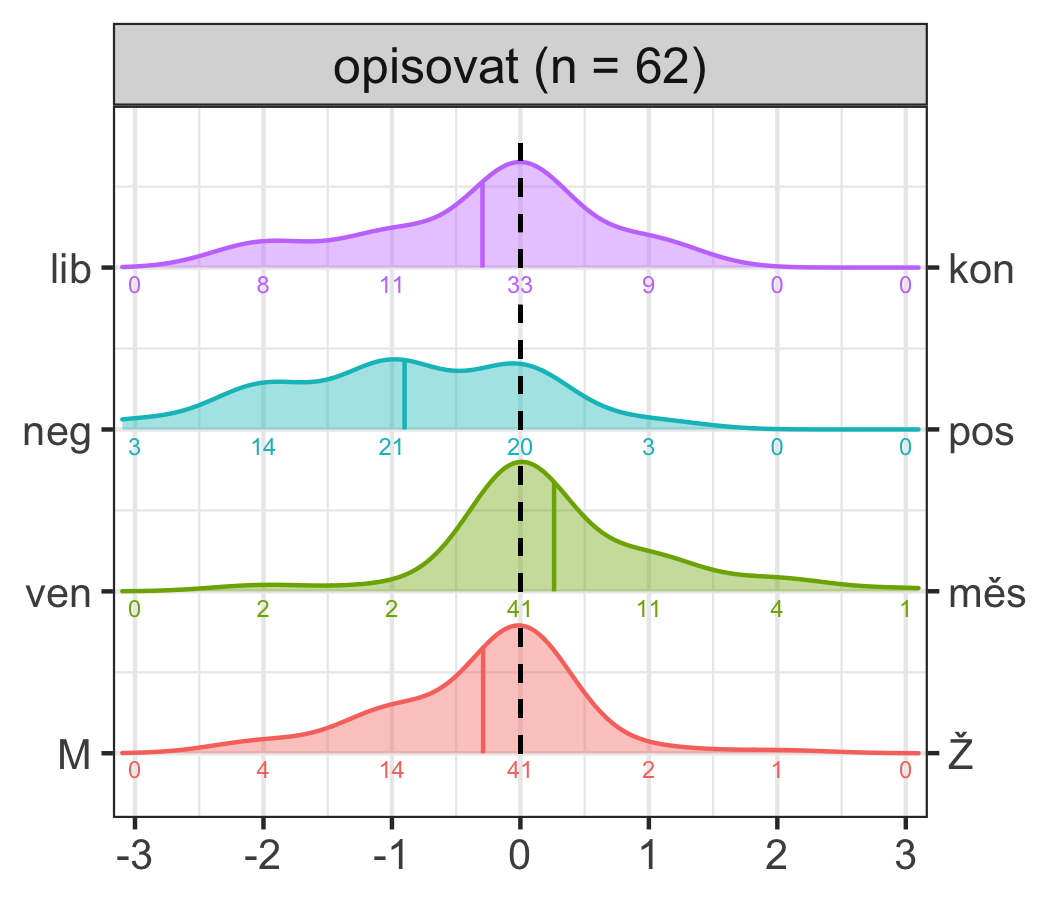 opisovat (n = 62)
lib kon
0 8 11 33 9 0 0
neg pos
3 14 21 20 3 0 0
ven měs
0 2 2 41 11 4 1
M Ž
0 4 14 41 2 1 0
-3 -2 -1 0 1 2 3